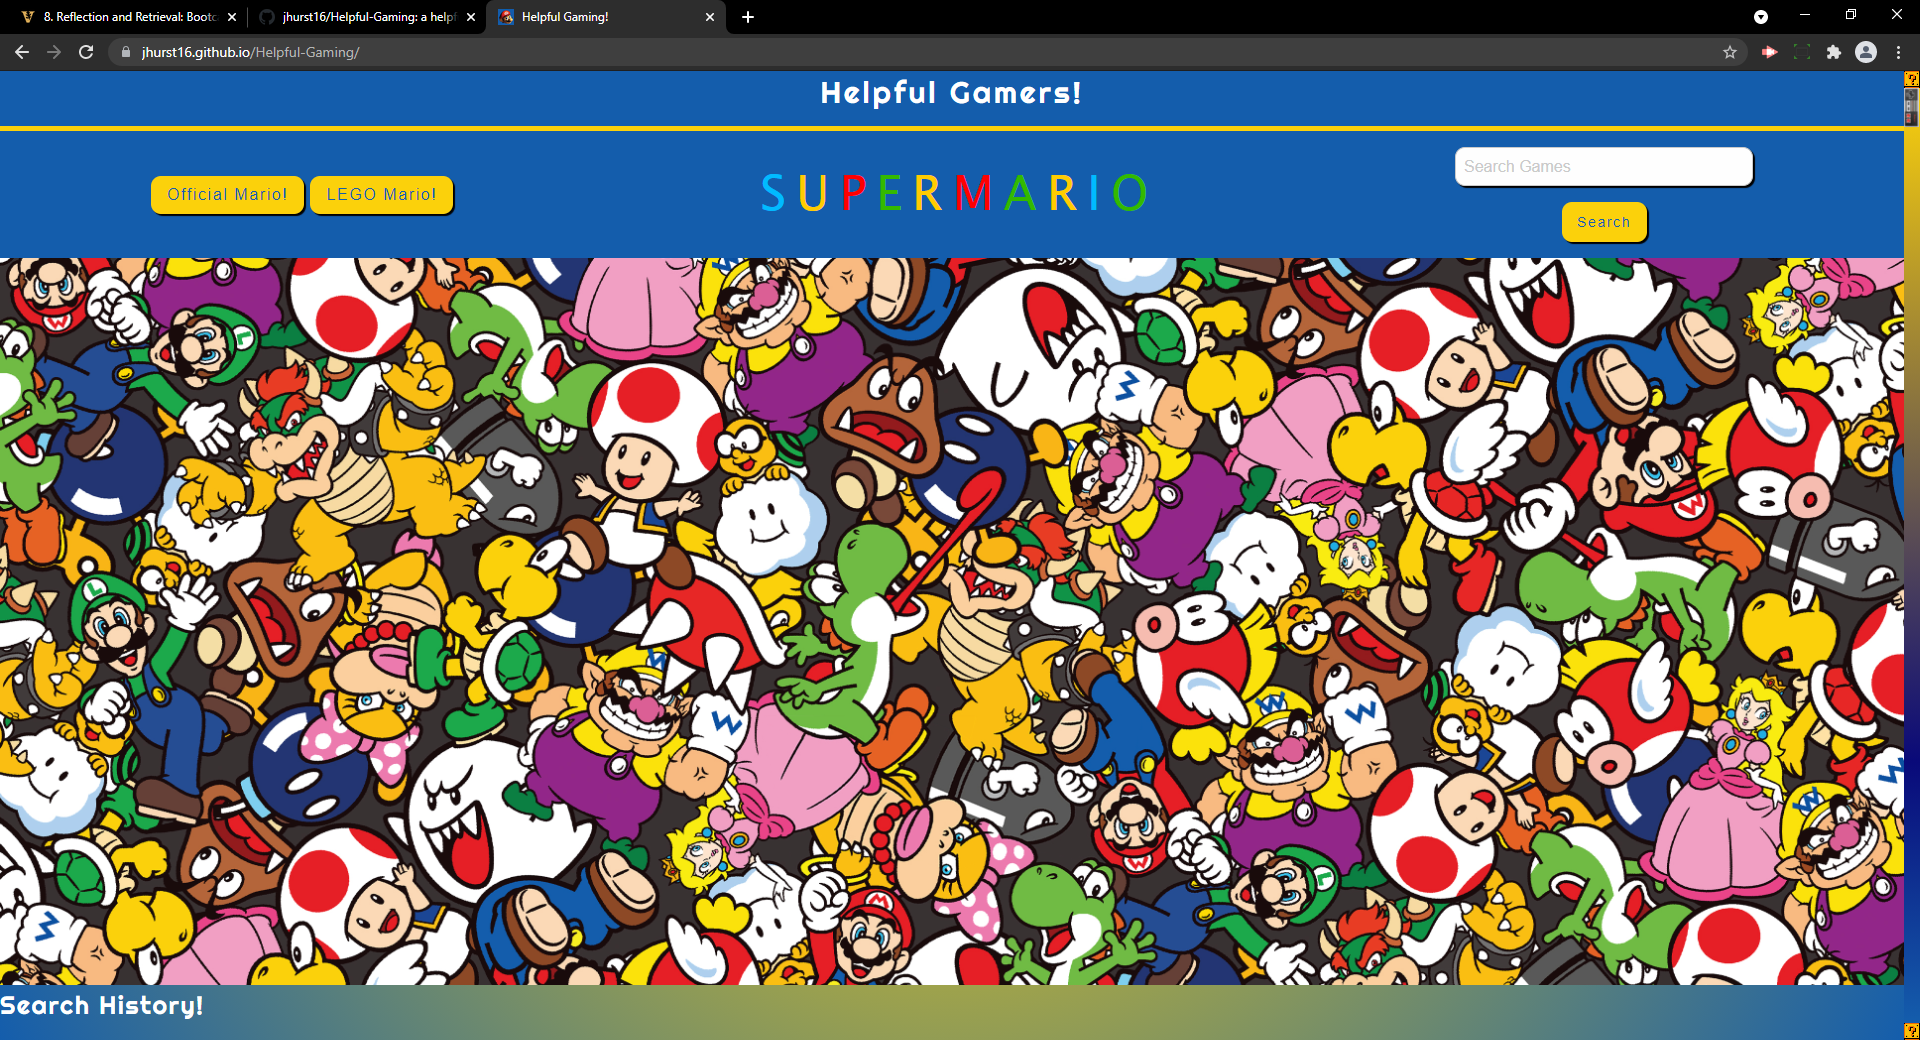 8. Reflection and Retrieval: Bootc
jhurst16/Helpful-Gaming: a helpf
Helpful Gaming!
jhurst16.github.io/Helpful-Gaming/
Helpful Gamers!
Official Mario!
LEGO Mario!
SUPERMARIO
Search Games
Search
Search History!